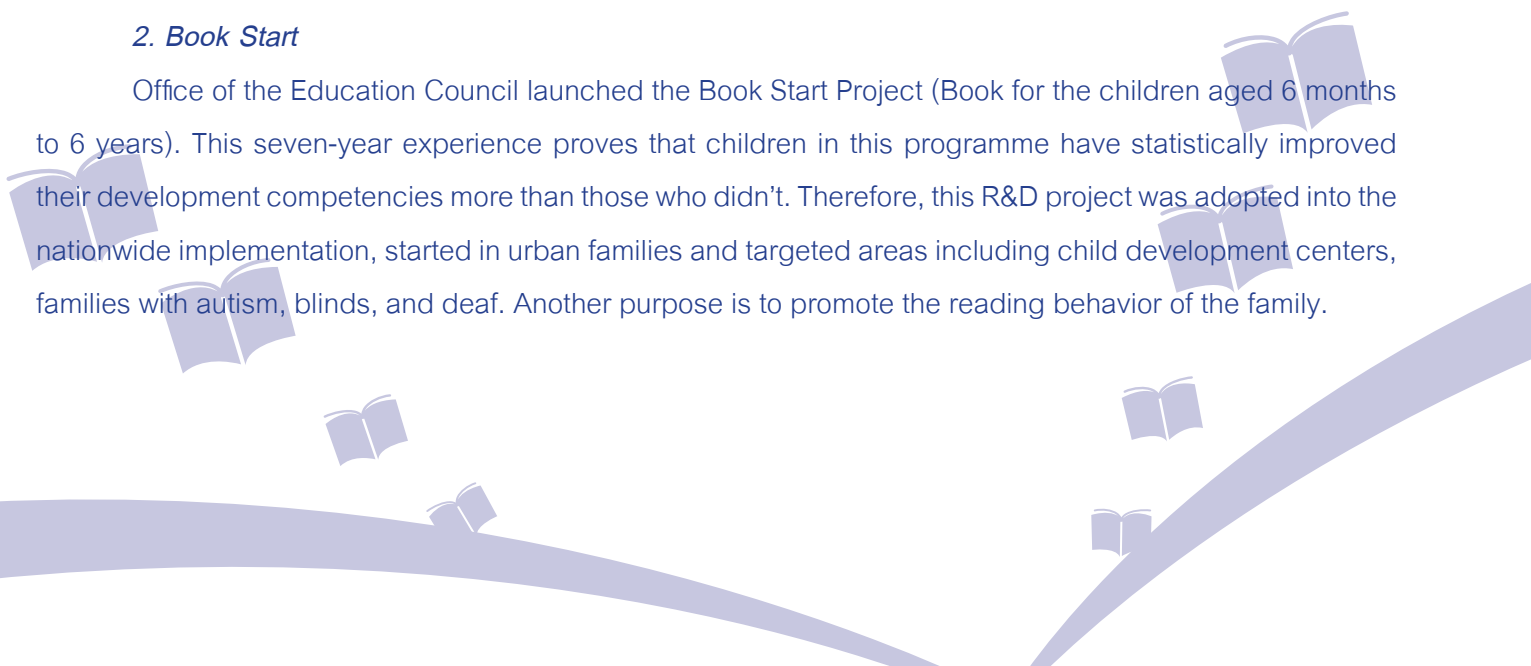 2. Book Start
Office of the Education Council launched the Book Start Project (Book for the children aged 6 months
to 6 years). This seven-year experience proves that children in this programme have statistically improved
their development competencies more than those who didn't. Therefore, this R&D project was adopted into the
nationwide implementation, started in urban families and targeted areas including child development centers,
families with autism, blinds, and deaf. Another purpose is to promote the reading behavior of the family.